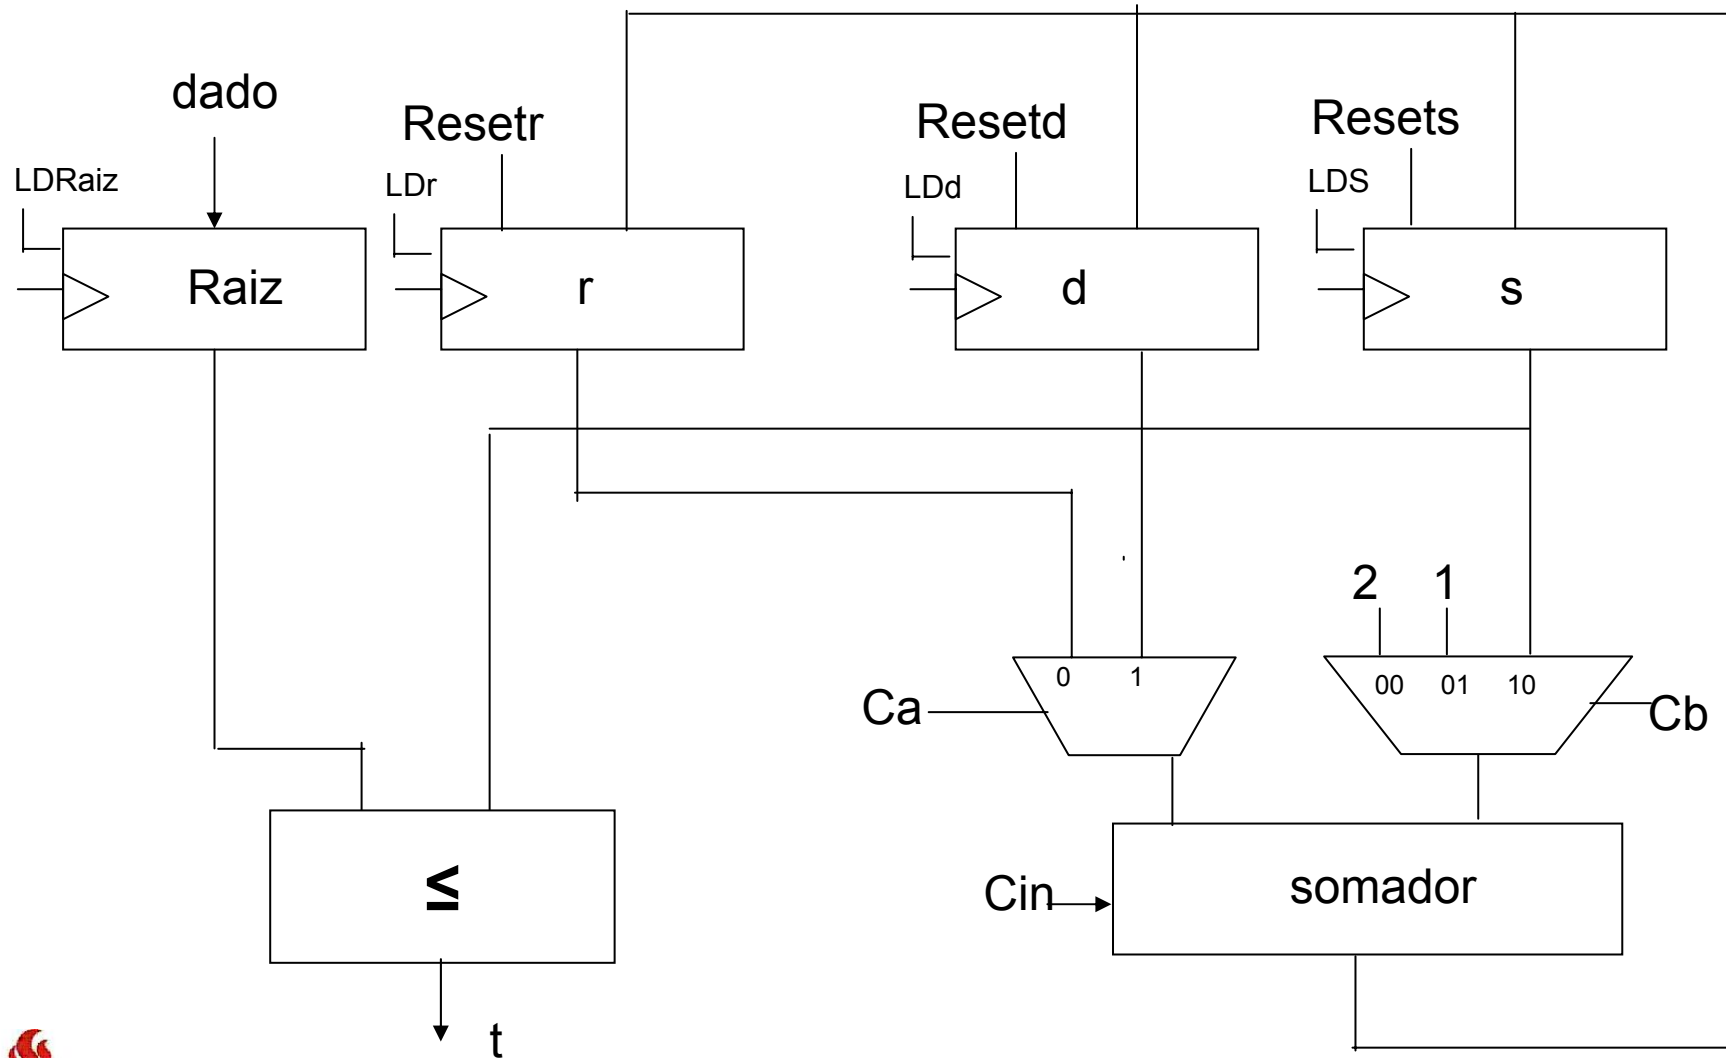 dado
Resetr
Resetd
Resets
LDRaiz
LDr
LDd
LDS
Raiz
r
d
s
2 1
0 1
00 01 10
Ca
Cb
≤
Cin
somador
t